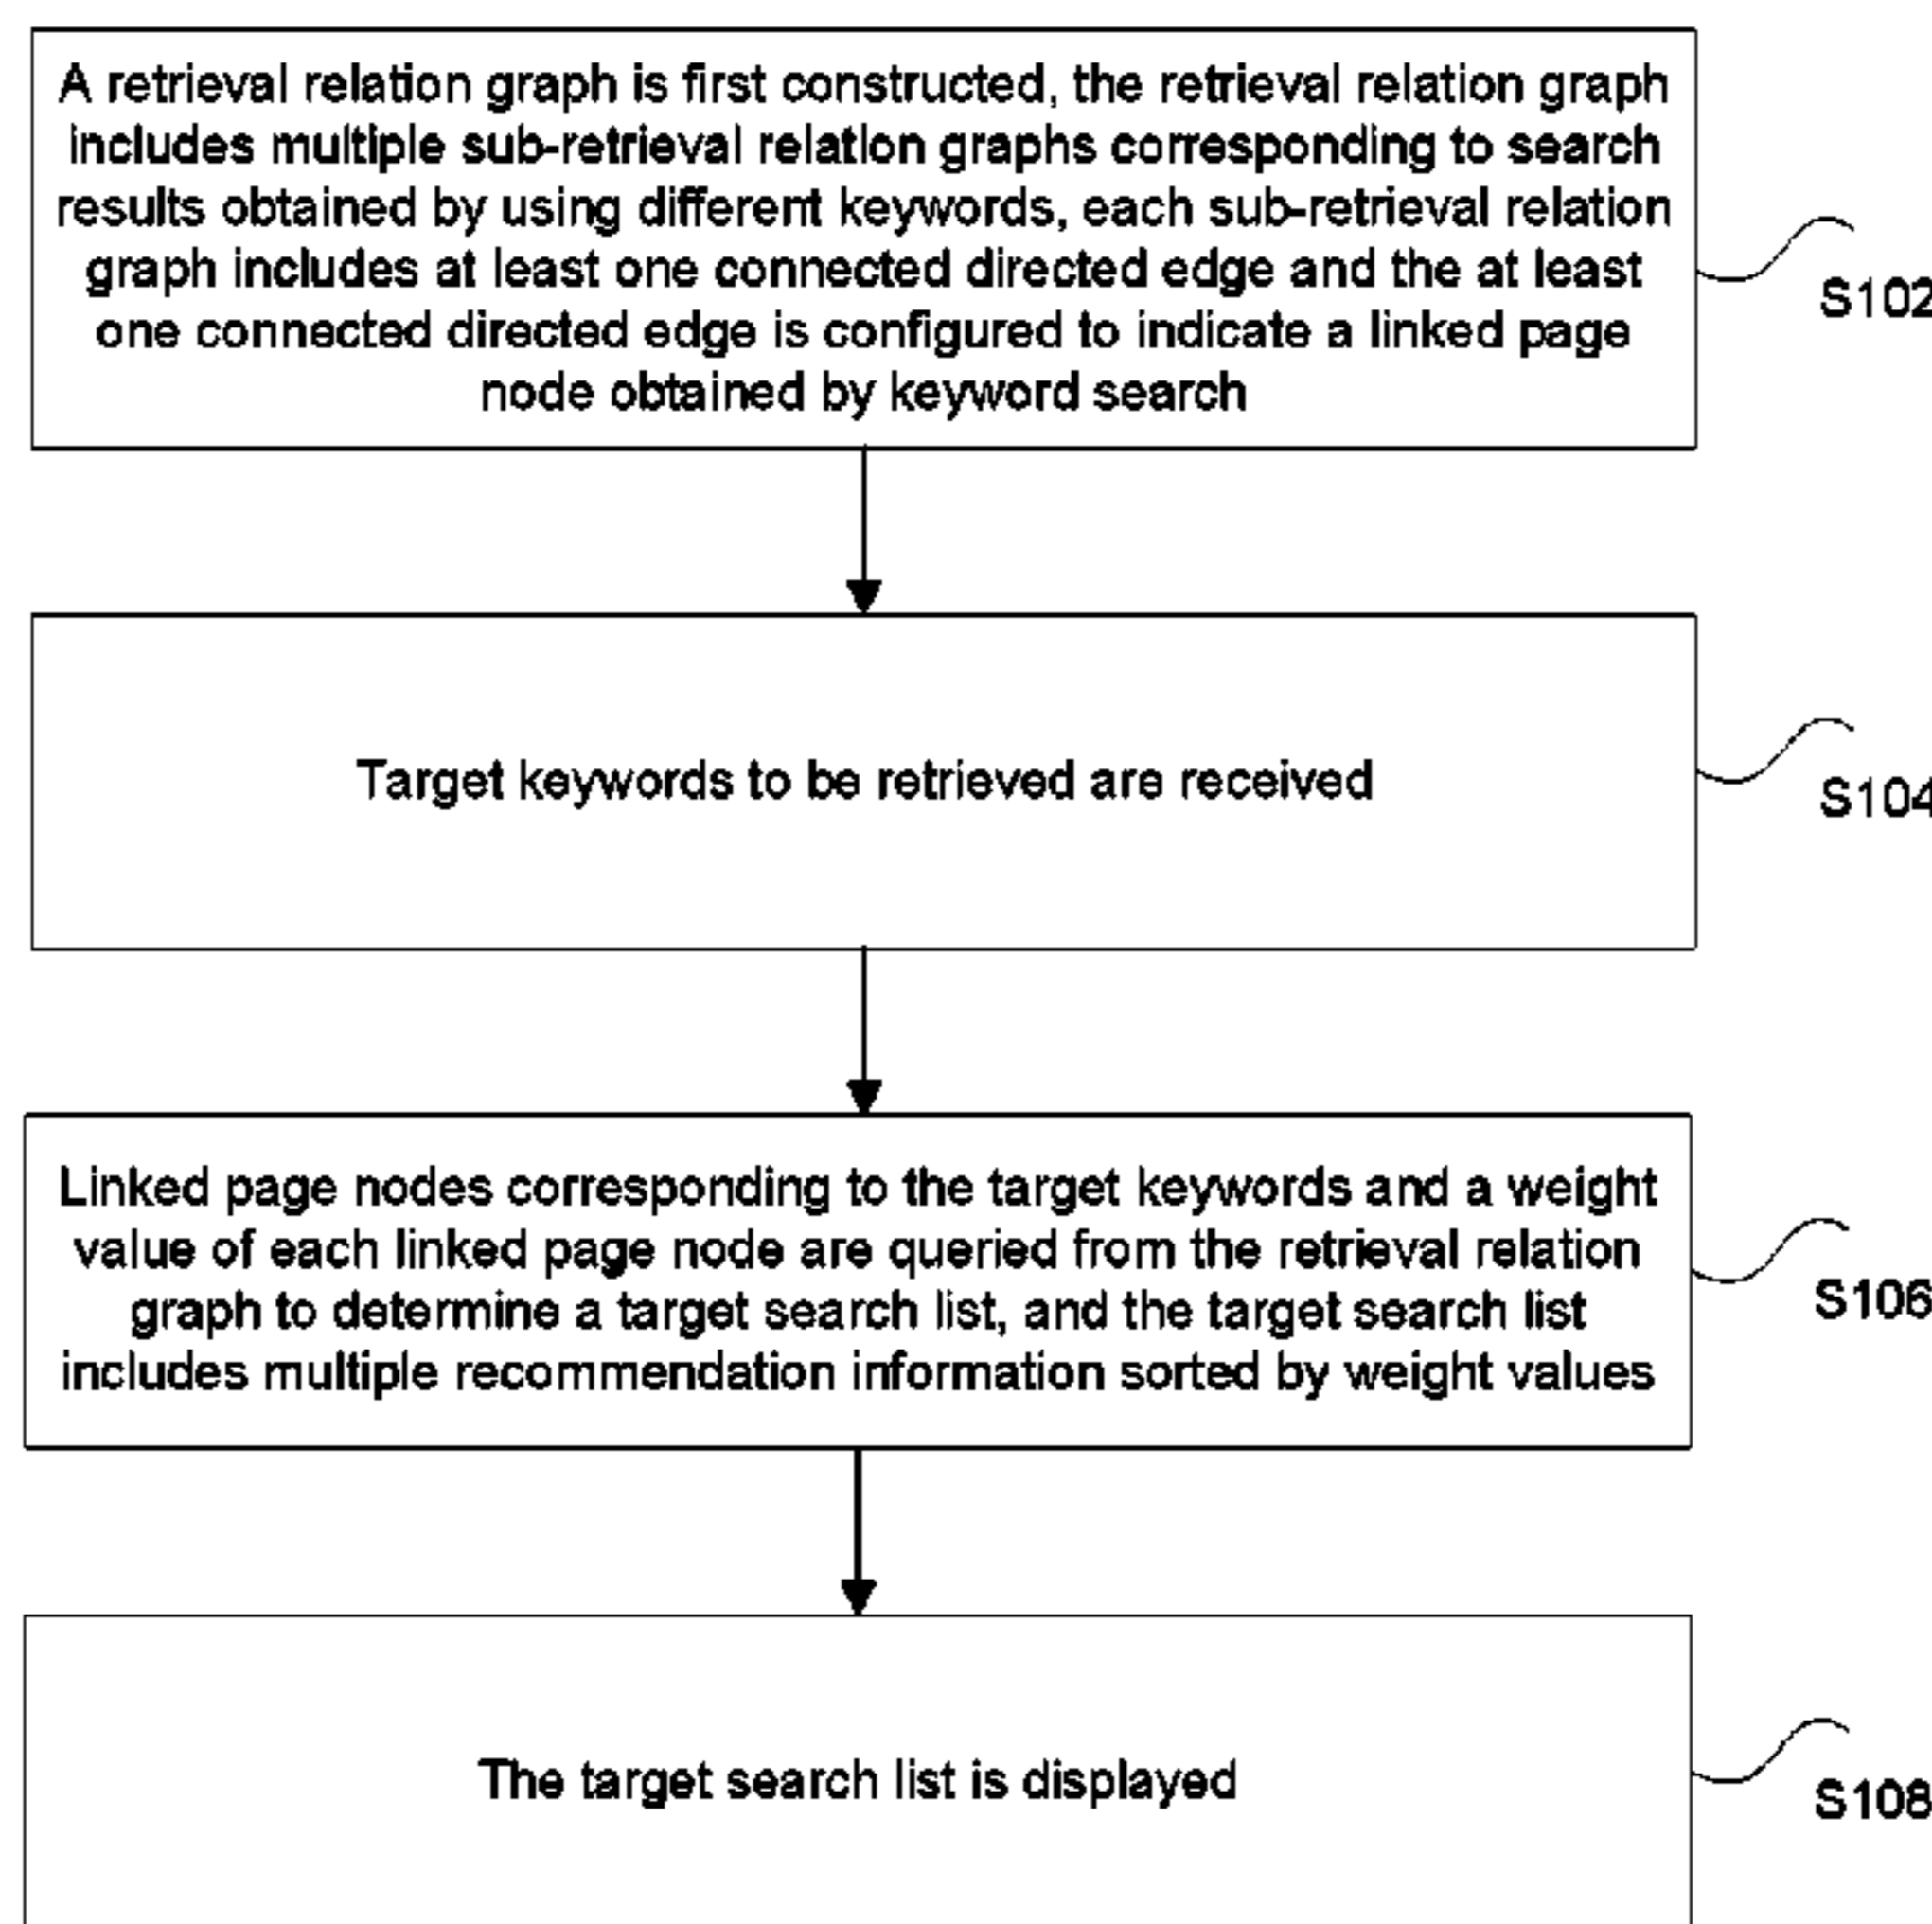 A retrieval relation graph is first constructed, the retrieval relation graph
includes multiple sub-retrieval relation graphs corresponding to search
results obtained by using different keywords, each sub-retrieval relation
graph includes at least one connected directed edge and the at least
one connected directed edge is configured to indicate a linked page
node obtained by keyword search
S102
Target keywords to be retrieved are received
S104
Linked page nodes corresponding to the target keywords and a weight
value of each linked page node are queried from the retrieval relation
graph to determine a target search list, and the target search list
includes multiple recommendation information sorted by weight values
S106
The target search list is displayed
S108